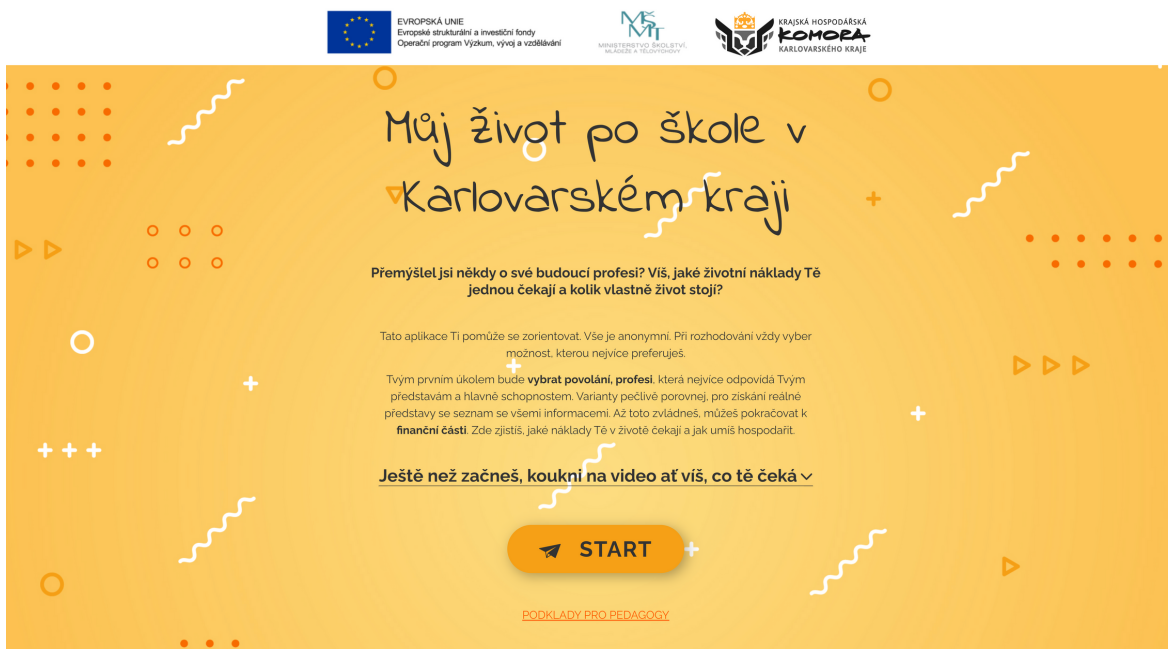 EVROPSKÁ UNIE
Evropské strukturální a investiční fondy
Operační program Výzkum, vývoj a vzdělávání
MŠMT
MINISTERSTVO ŠKOLSTVÍ,
MLÁDEŽE A TĚLOVÝCHOVY
KRAJSKÁ HOSPODÁŘSKÁ
KOMORA
KARLOVARSKÉHO KRAJE
Můj život po škole v
Karlovarském kraji
Přemýšlel jsi někdy o své budoucí profesi? Víš, jaké životní náklady Tě
jednou čekají a kolik vlastně život stojí?
Tato aplikace Ti pomůže se zorientovat. Vše je anonymní. Při rozhodování vždy vyber
možnost, kterou nejvíce preferuješ.
Tvým prvním úkolem bude vybrat povolání, profesi, která nejvíce odpovídá Tvým
představám a hlavně schopnostem. Varianty pečlivě porovnej, pro získání reálné
představy se seznam se všemi informacemi. Až toto zvládneš, můžeš pokračovat k
finanční části. Zde zjistíš, jaké náklady Tě v životě čekají a jak umíš hospodařit.
Ještě než začneš, koukni na video ať víš, co tě čeká
START
PODKLADY PRO PEDAGOGY